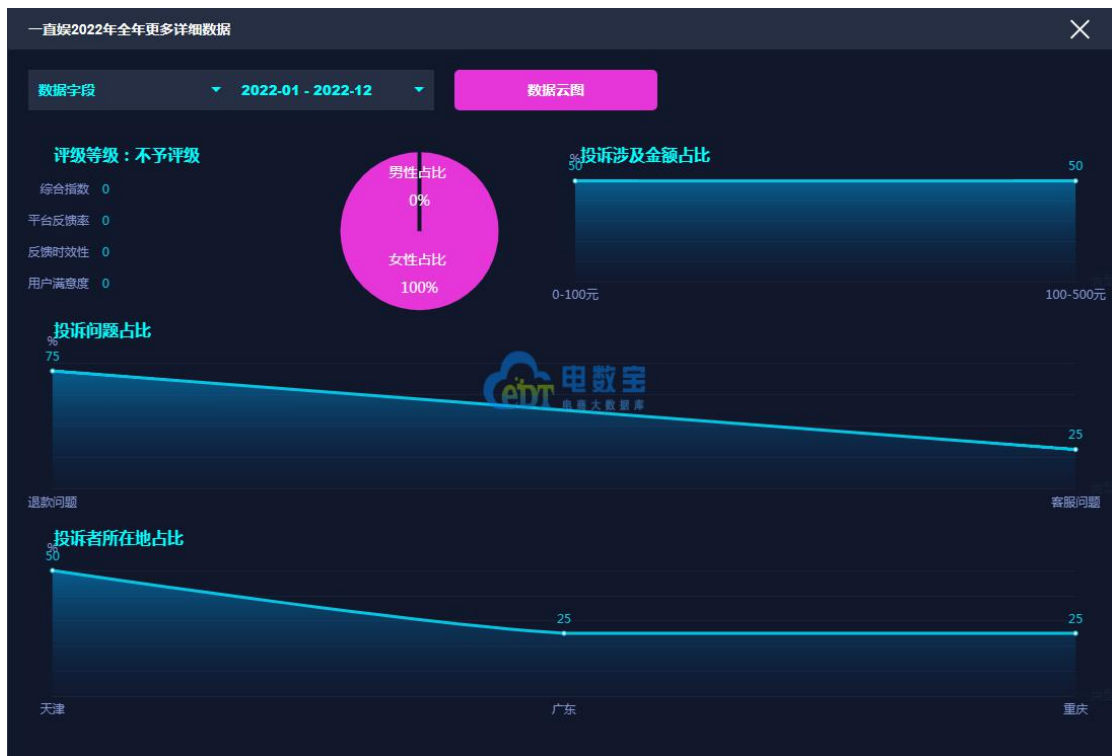 一直娱2022年全年更多详细数据
数据字段 2022-01 - 2022-12 数据云图
评级等级：不予评级
综合指数 0
平台反馈率 0
反馈时效性 0
用户满意度 0
男性占比
0%
女性占比
100%
投诉涉及金额占比
%
50 50
0-100元 100-500元
投诉问题占比
%
75
25
退款问题 客服问题
eDT 电数宝
电商大数据库
投诉者所在地占比
%
50
25 25
天津 广东 重庆